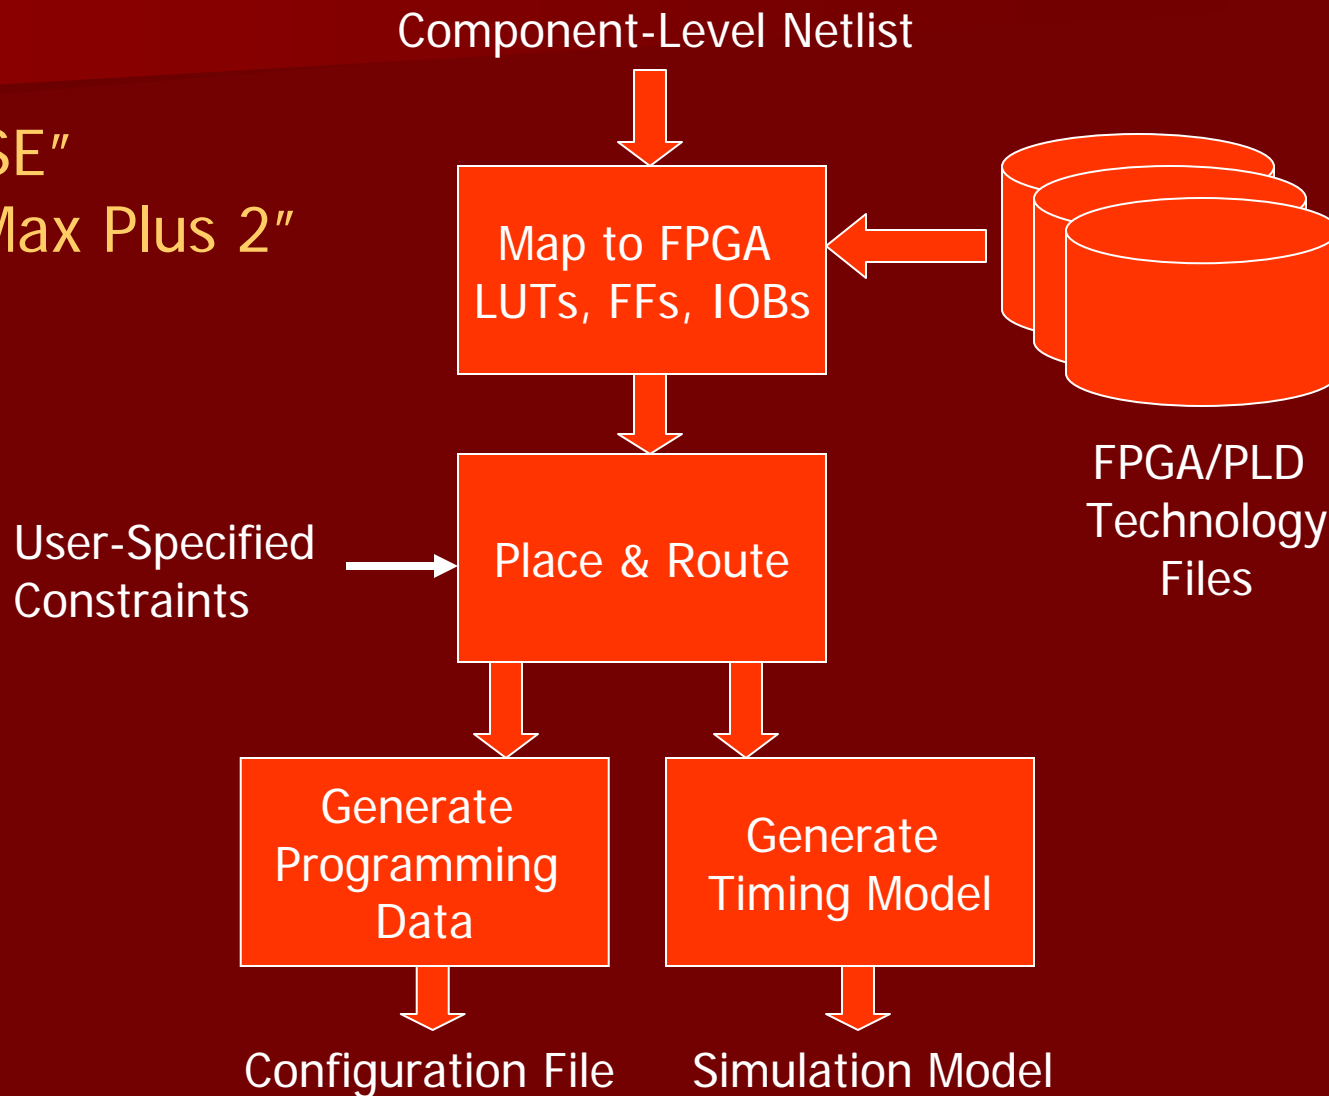 Component-Level Netlist
SE"
Max Plus 2"
Map to FPGA
LUTs, FFs, IOBs
FPGA/PLD
Technology
Files
User-Specified
Constraints
Place & Route
Generate
Programming
Data
Generate
Timing Model
Configuration File
Simulation Model